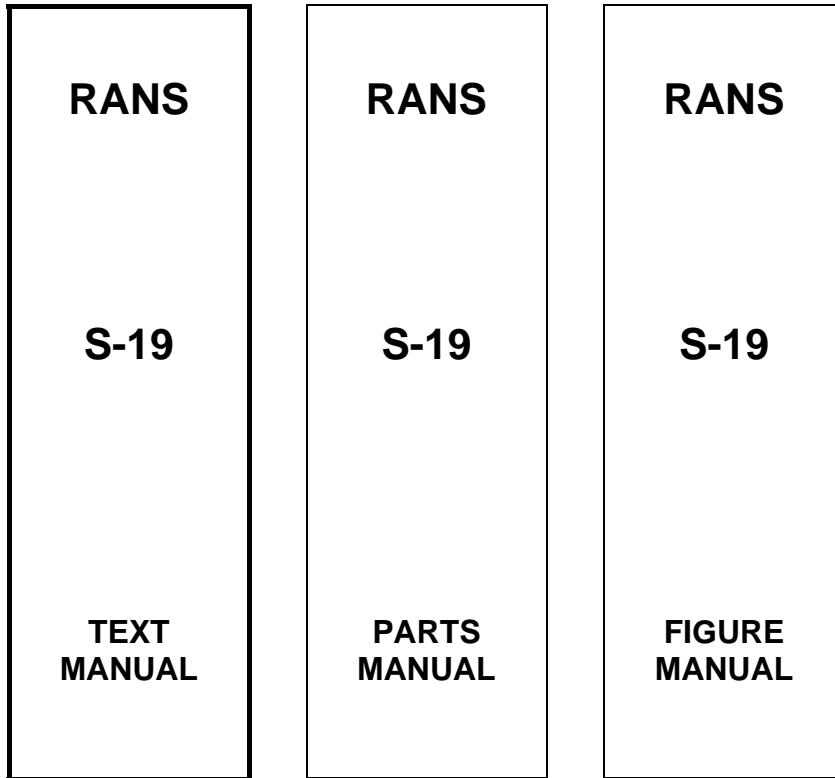 RANS
S-19
TEXT
MANUAL
RANS
S-19
PARTS
MANUAL
RANS
S-19
FIGURE
MANUAL